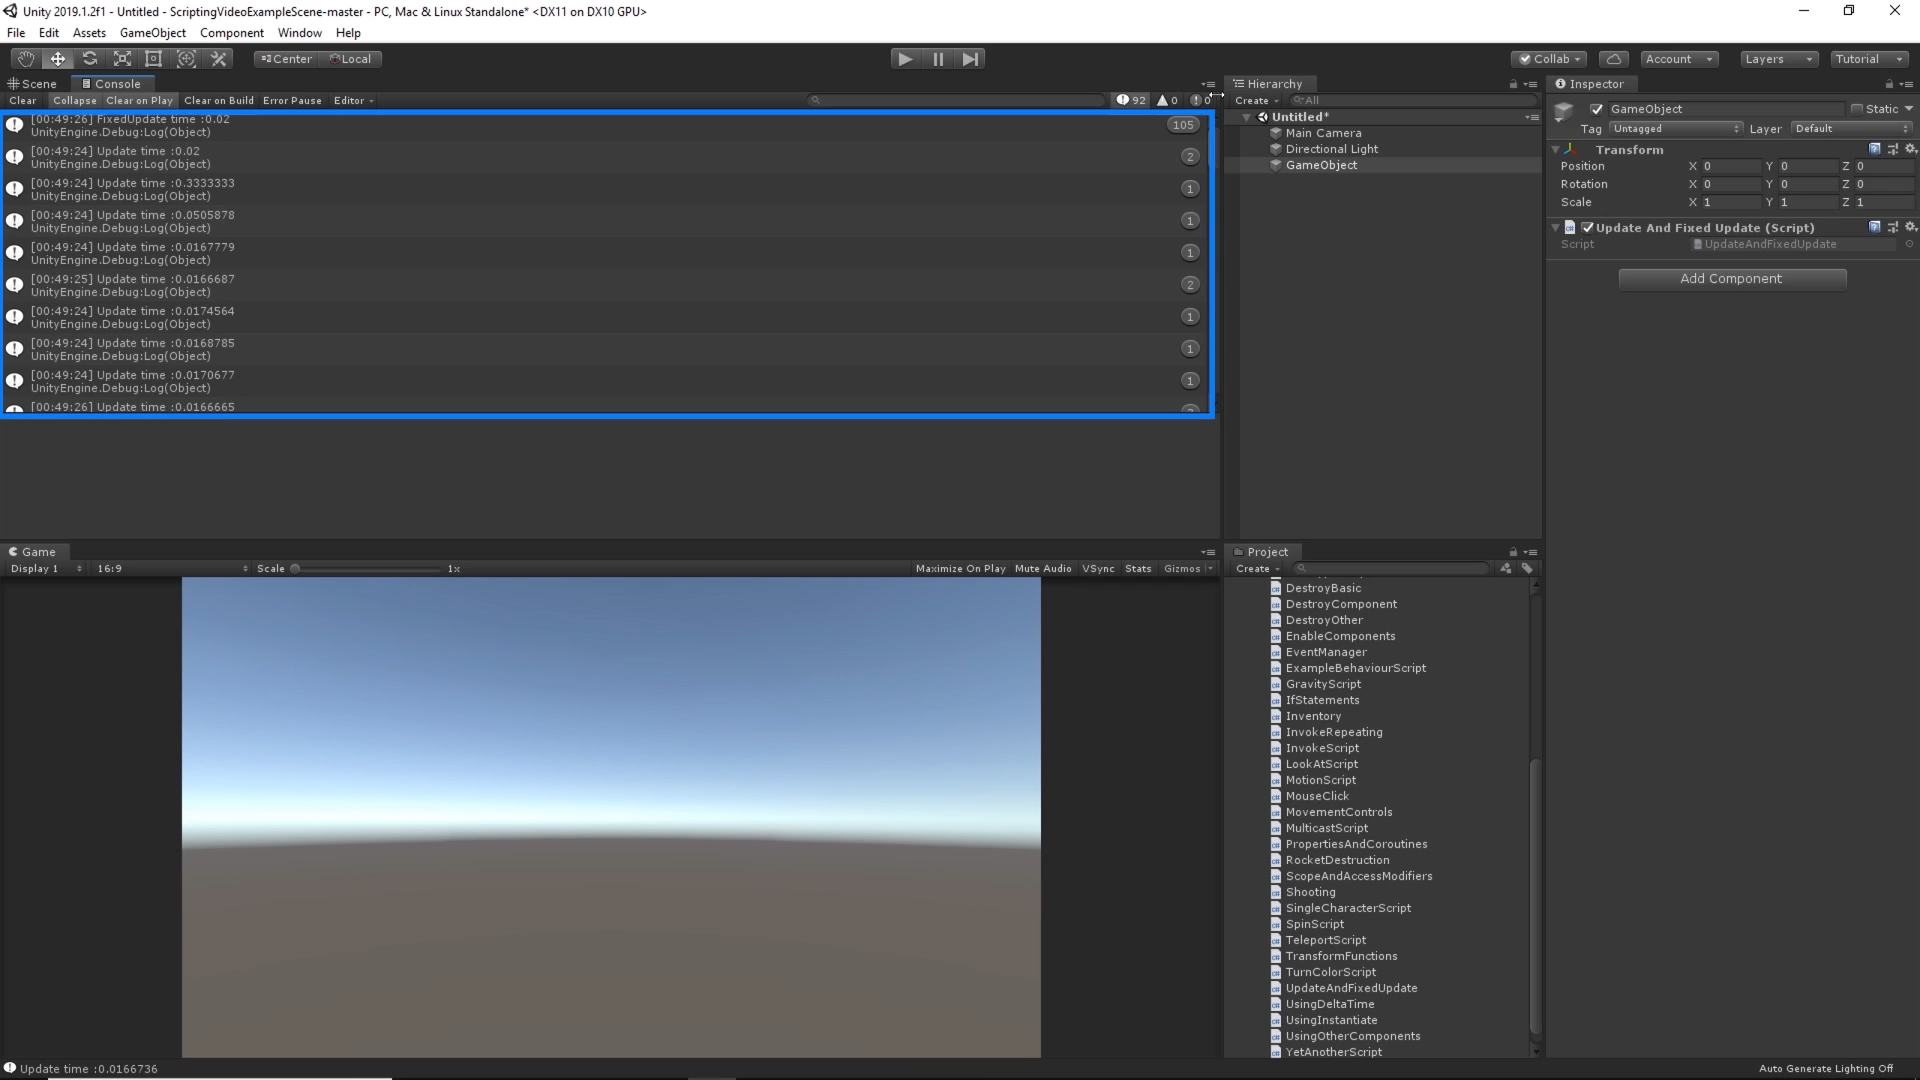 Unity 2019.1.2f1 - Untitled - ScriptingVideoExampleScene-master - PC, Mac & Linux Standalone* <DX11 on DX10 GPU>
File Edit Assets GameObject Component Window Help
Center Local
Collab Account Layers Tutorial
Scene Console
Clear Collapse Clear on Play Clear on Build Error Pause Editor 92 0 0
[00:49:26] FixedUpdate time :0.02
UnityEngine.Debug:Log(Object)
105
[00:49:24] Update time :0.02
UnityEngine.Debug:Log(Object)
2
[00:49:24] Update time :0.3333333
UnityEngine.Debug:Log(Object)
1
[00:49:24] Update time :0.0505878
UnityEngine.Debug:Log(Object)
1
[00:49:24] Update time :0.0167779
UnityEngine.Debug:Log(Object)
1
[00:49:25] Update time :0.0166687
UnityEngine.Debug:Log(Object)
2
[00:49:24] Update time :0.0174564
UnityEngine.Debug:Log(Object)
1
[00:49:24] Update time :0.0168785
UnityEngine.Debug:Log(Object)
1
[00:49:24] Update time :0.0170677
UnityEngine.Debug:Log(Object)
1
[00:49:26] Update time :0.0166665
Hierarchy
Create All
Untitled*
Main Camera
Directional Light
GameObject
Inspector
GameObject Static
Tag Untagged Layer Default
Transform
Position X 0 Y 0 Z 0
Rotation X 0 Y 0 Z 0
Scale X 1 Y 1 Z 1
Update And Fixed Update (Script)
Script UpdateAndFixedUpdate
Add Component
Game
Display 1 16:9 Scale 1x Maximize On Play Mute Audio VSync Stats Gizmos
Project
Create
DestroyBasic
DestroyComponent
DestroyOther
EnableComponents
EventManager
ExampleBehaviourScript
GravityScript
IfStatements
Inventory
InvokeRepeating
InvokeScript
LookAtScript
MotionScript
MouseClick
MovementControls
MulticastScript
PropertiesAndCoroutines
RocketDestruction
ScopeAndAccessModifiers
Shooting
SingleCharacterScript
SpinScript
TeleportScript
TransformFunctions
TurnColorScript
UpdateAndFixedUpdate
UsingDeltaTime
UsingInstantiate
UsingOtherComponents
YetAnotherScript
Update time :0.0166736
Auto Generate Lighting Off